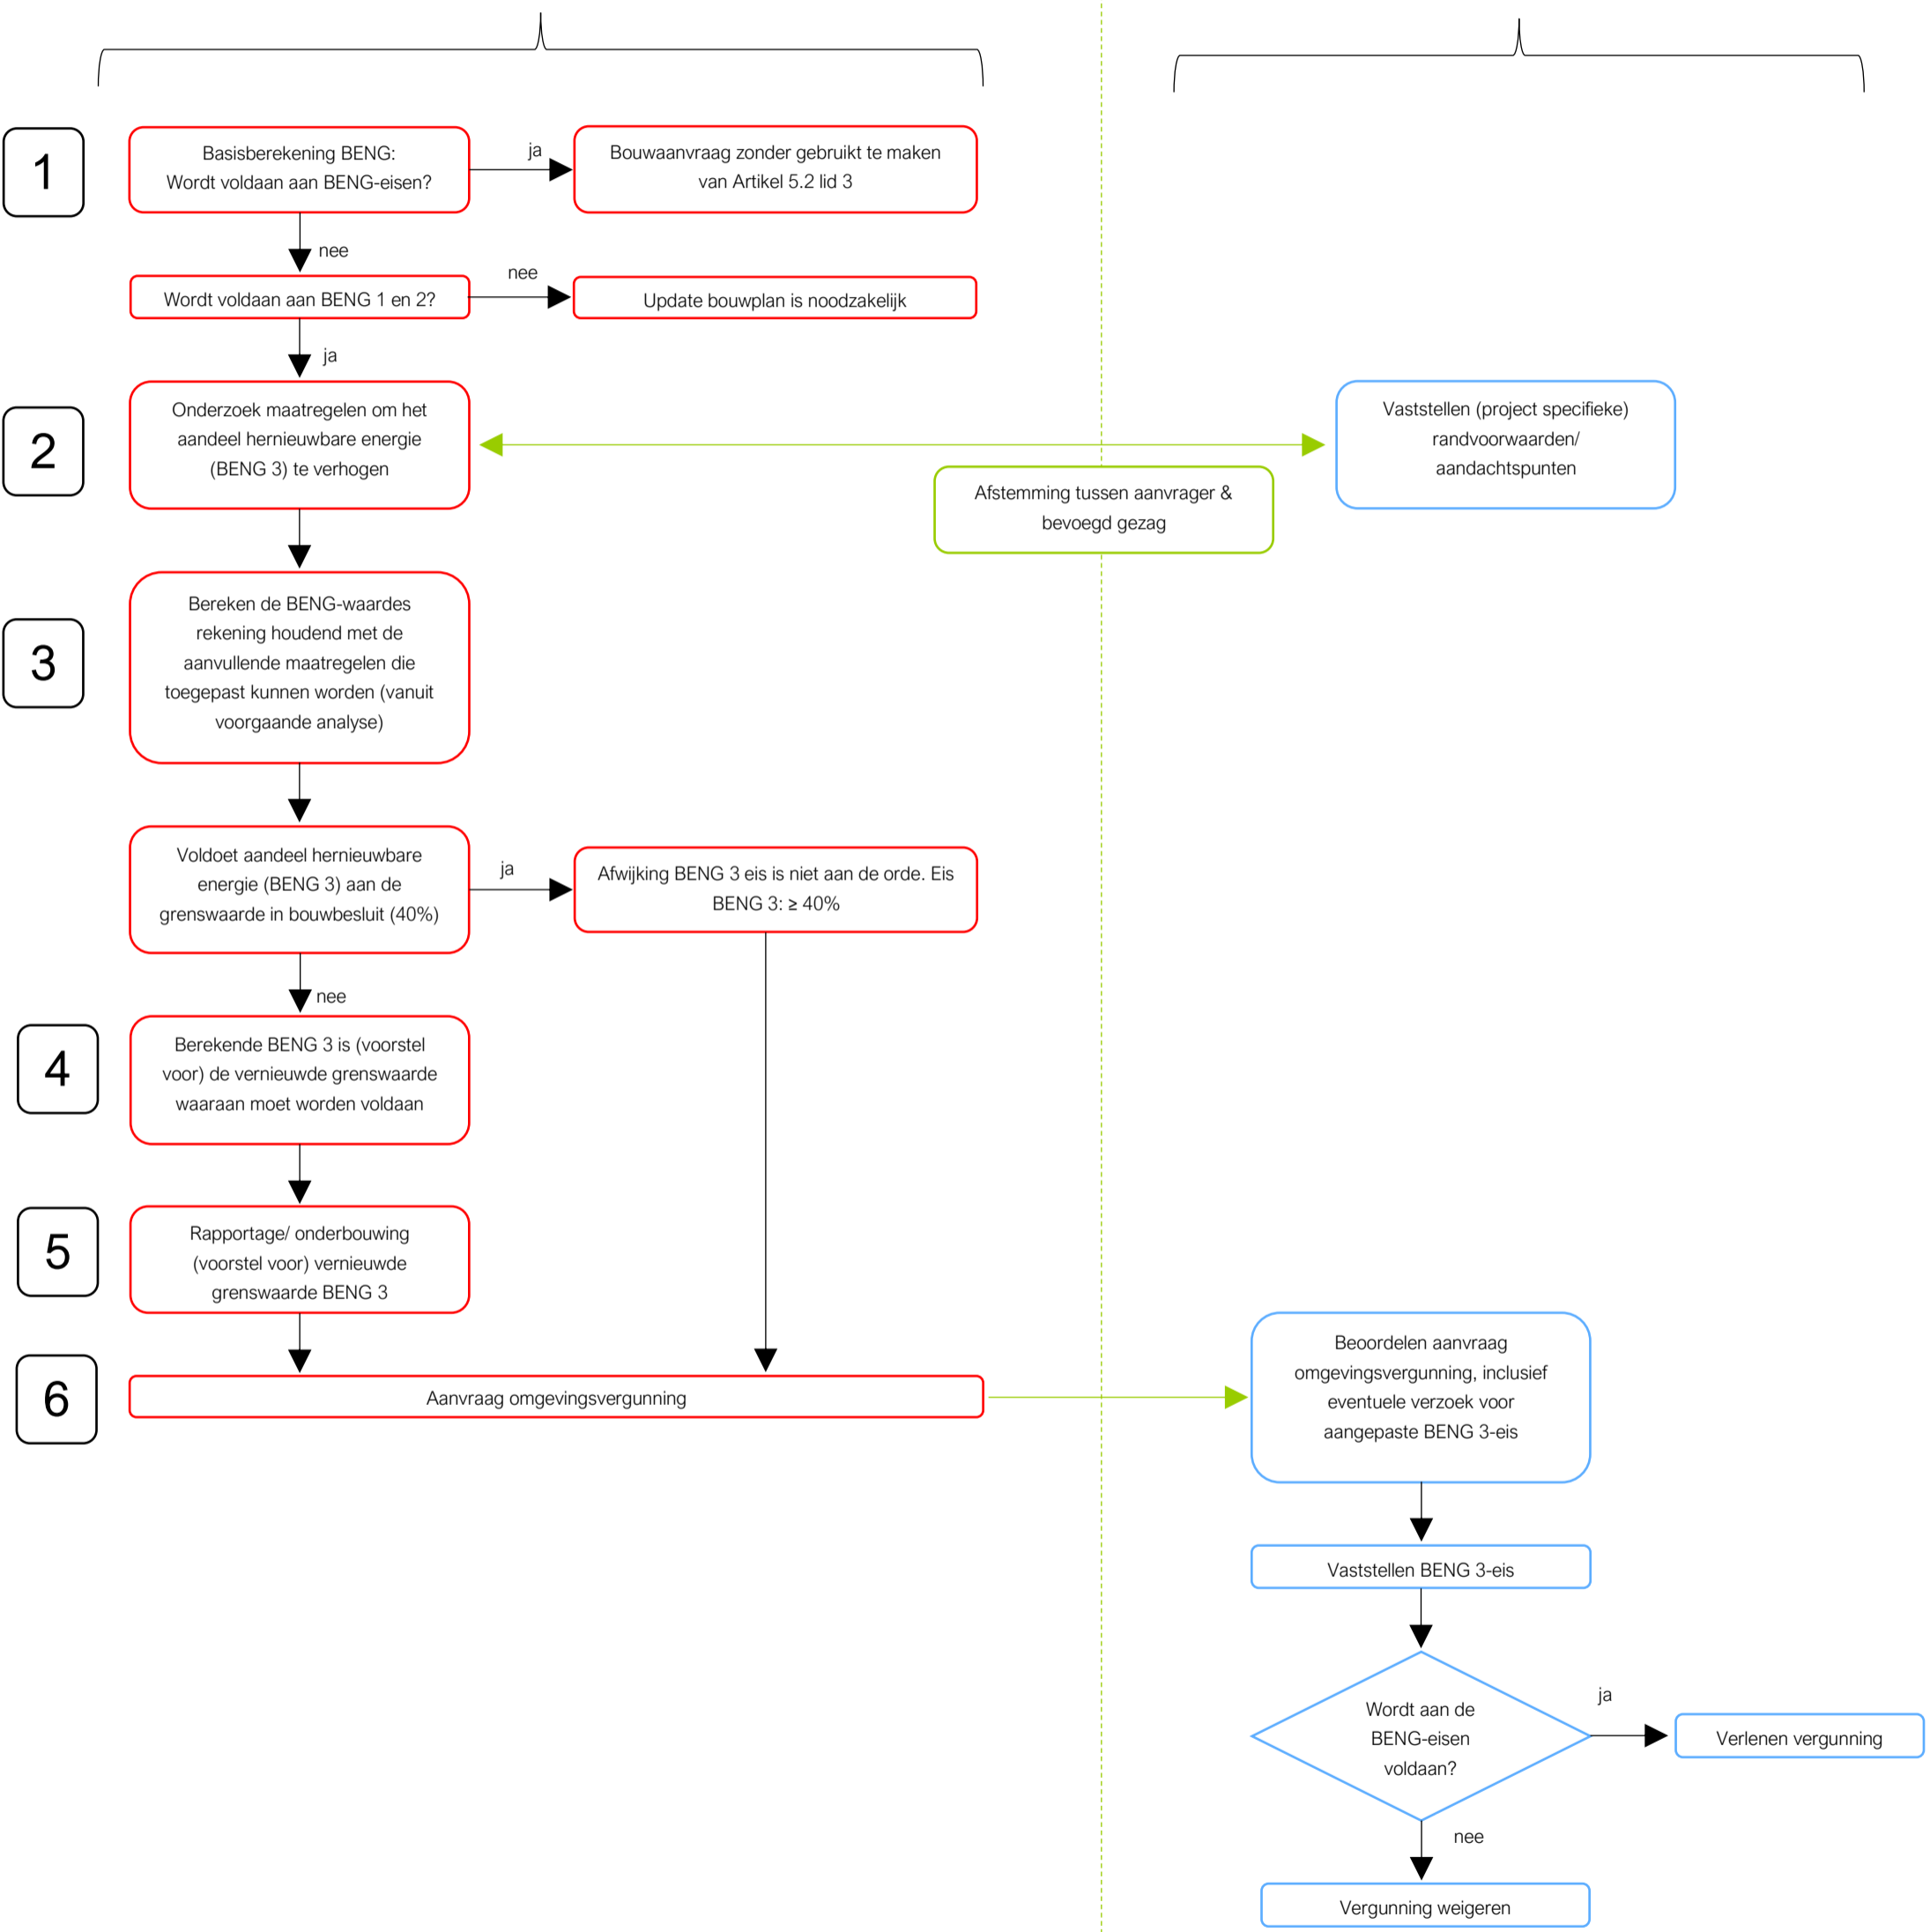 1
Basisberekening BENG:
Wordt voldaan aan BENG-eisen?
ja
Bouwaanvraag zonder gebruikt te maken
van Artikel 5.2 lid 3
nee
Wordt voldaan aan BENG 1 en 2?
nee
Update bouwplan is noodzakelijk
ja
2
Onderzoek maatregelen om het
aandeel hernieuwbare energie
(BENG 3) te verhogen
Vaststellen (project specifieke)
randvoorwaarden/
aandachtspunten
Afstemming tussen aanvrager &
bevoegd gezag
3
Bereken de BENG-waardes
rekening houdend met de
aanvullende maatregelen die
toegepast kunnen worden (vanuit
voorgaande analyse)
Voldoet aandeel hernieuwbare
energie (BENG 3) aan de
grenswaarde in bouwbesluit (40%)
ja
Afwijking BENG 3 eis is niet aan de orde. Eis
BENG 3: ≥ 40%
nee
4
Berekende BENG 3 is (voorstel
voor) de vernieuwde grenswaarde
waaraan moet worden voldaan
5
Rapportage/ onderbouwing
(voorstel voor) vernieuwde
grenswaarde BENG 3
6
Aanvraag omgevingsvergunning
Beoordelen aanvraag
omgevingsvergunning, inclusief
eventuele verzoek voor
aangepaste BENG 3-eis
Vaststellen BENG 3-eis
Wordt aan de
BENG-eisen
voldaan?
ja
Verlenen vergunning
nee
Vergunning weigeren